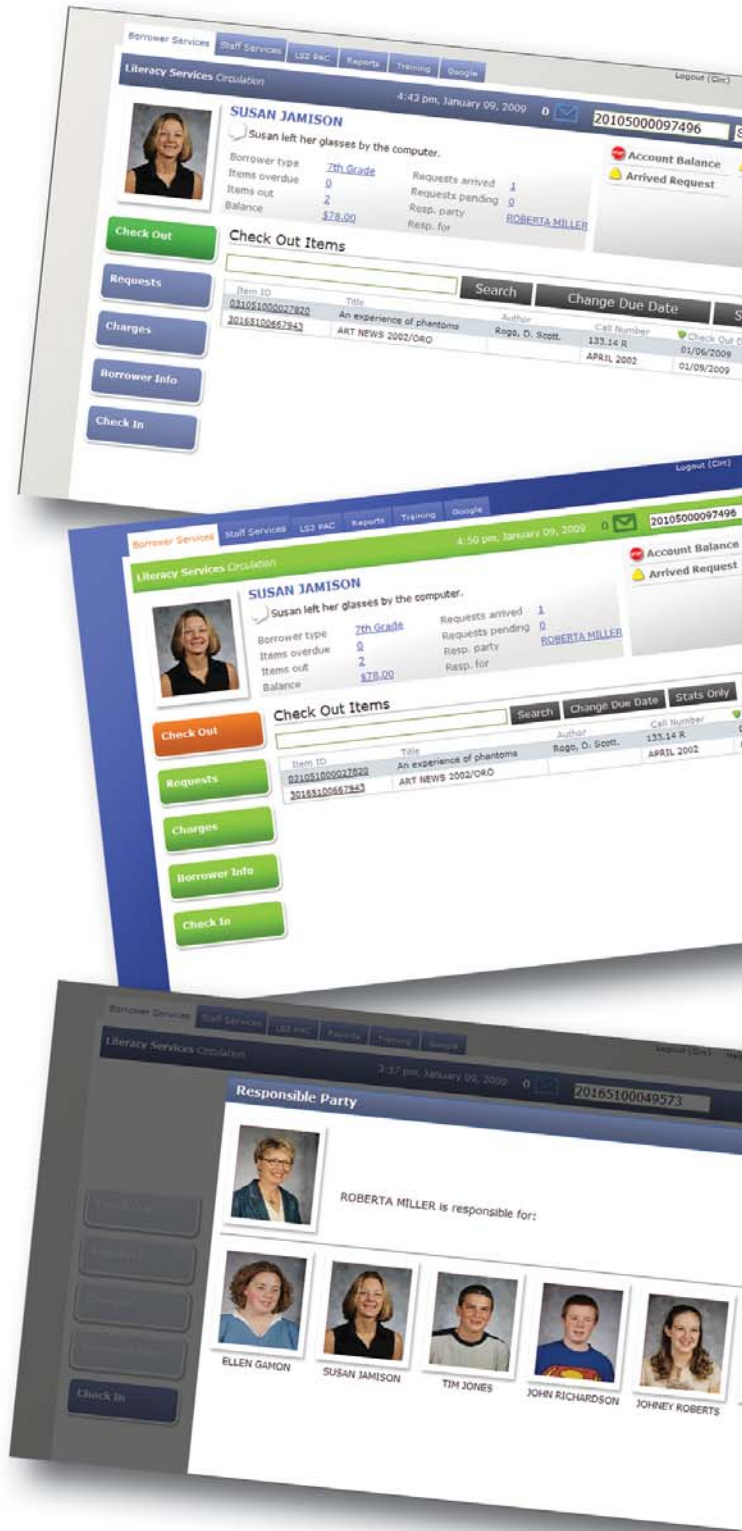 Borrower Services Staff Services LS2 PAC Reports Training Google
Logout (Circ)
Literacy Services Circulation 4:43 pm, January 09, 2009 0 20105000097496
SUSAN JAMISON
Susan left her glasses by the computer.
Borrower type 7th Grade Requests arrived 1
Items overdue 0 Requests pending 0
Items out 2 Resp. party ROBERTA MILLER
Balance $78.00 Resp. for
Account Balance
Arrived Request
Check Out
Requests
Charges
Borrower Info
Check In
Check Out Items
Search Change Due Date S
Item ID Title Author Call Number Check Out D
031051000027820 An experience of phantoms Rogo, D. Scott. 133.14 R 01/06/2009
30165100667943 ART NEWS 2002/ORO APRIL 2002 01/09/2009
Logout (Circ)
Borrower Services Staff Services LS2 PAC Reports Training Google
Literacy Services Circulation 4:50 pm, January 09, 2009 0 20105000097496
SUSAN JAMISON
Susan left her glasses by the computer.
Borrower type 7th Grade Requests arrived 1
Items overdue 0 Requests pending 0
Items out 2 Resp. party ROBERTA MILLER
Balance $78.00 Resp. for
Account Balance
Arrived Request
Check Out
Requests
Charges
Borrower Info
Check In
Check Out Items
Search Change Due Date Stats Only
Item ID Title Author Call Number
031051000027820 An experience of phantoms Rogo, D. Scott. 133.14 R
30165100667943 ART NEWS 2002/ORO APRIL 2002
Borrower Services Staff Services LS2 PAC Reports Training Google
Logout (Circ) Help
Literacy Services Circulation 3:37 pm, January 09, 2009 0 20165100049573
Responsible Party
ROBERTA MILLER is responsible for:
ELLEN GAMON SUSAN JAMISON TIM JONES JOHN RICHARDSON JOHNEY ROBERTS
Check Out
Check In